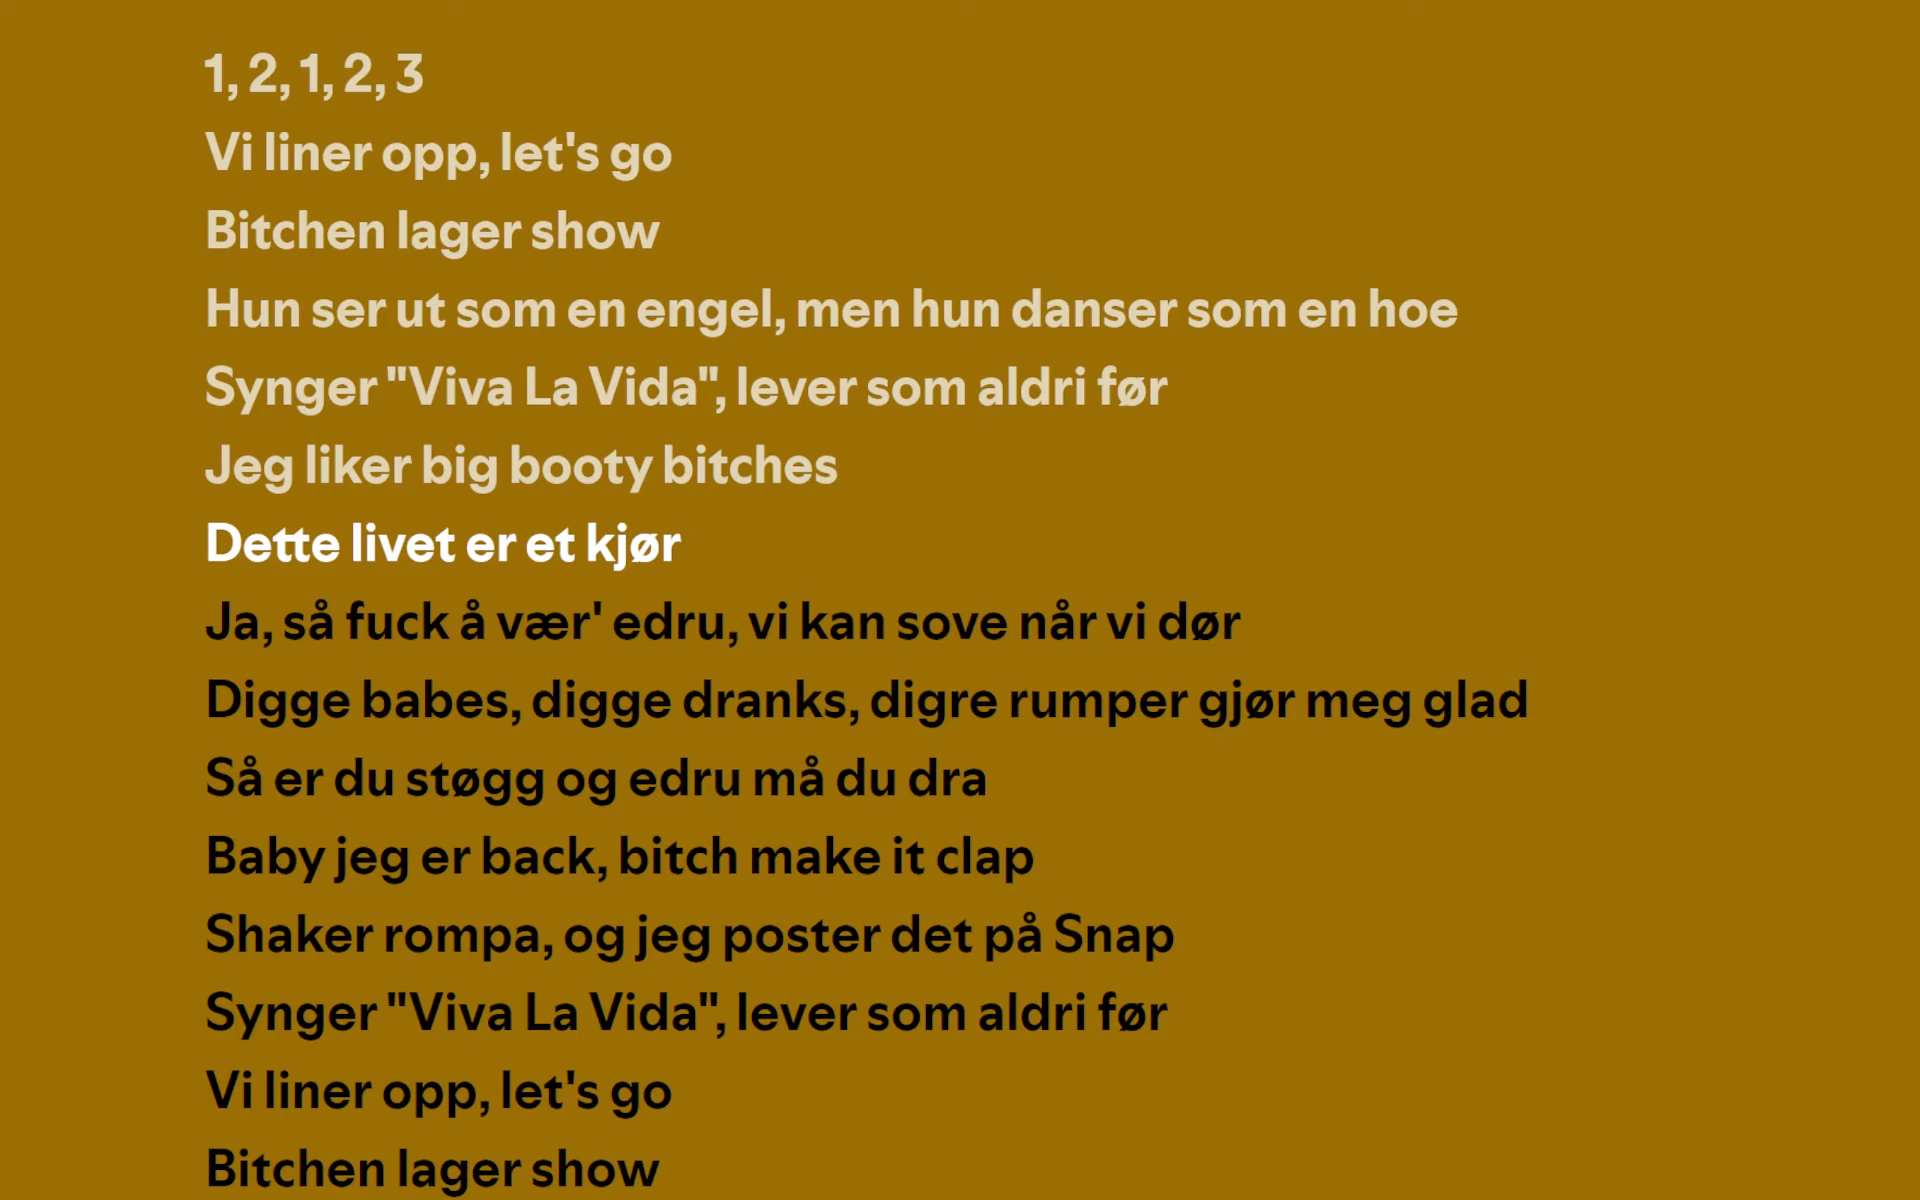 1, 2, 1, 2, 3
Vi liner opp, let's go
Bitchen lager show
Hun ser ut som en engel, men hun danser som en hoe
Synger "Viva La Vida", lever som aldri før
Jeg liker big booty bitches
Dette livet er et kjør
Ja, så fuck å vær' edru, vi kan sove når vi dør
Digge babes, digge dranks, digre rumper gjør meg glad
Så er du støgg og edru må du dra
Baby jeg er back, bitch make it clap
Shaker rompa, og jeg poster det på Snap
Synger "Viva La Vida", lever som aldri før
Vi liner opp, let's go
Bitchen lager show